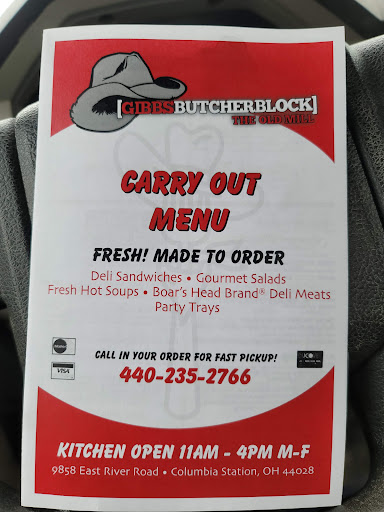 [GIBBSBUTCHERBLOCK]
THE OLD MILL
CARRY OUT
MENU
FRESH! MADE TO ORDER
Deli Sandwiches • Gourmet Salads
Fresh Hot Soups • Boar's Head Brand® Deli Meats
Party Trays
CALL IN YOUR ORDER FOR FAST PICKUP!
440-235-2766
VISA
KITCHEN OPEN 11AM - 4PM M-F
9858 East River Road • Columbia Station, OH 44028